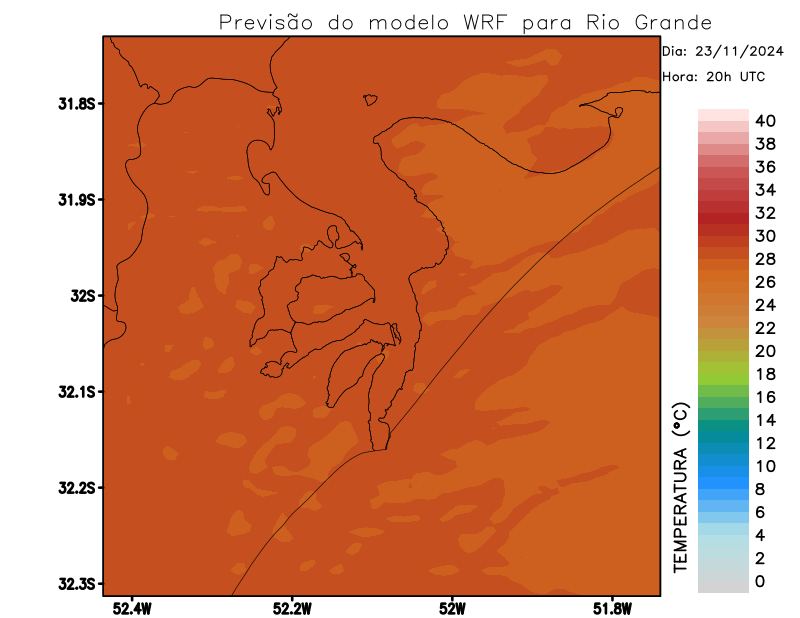 Previsão do modelo WRF para Rio Grande
Dia: 23/11/2024
Hora: 20h UTC
31.8S
31.9S
32S
32.1S
32.2S
32.3S
52.4W
52.2W
52W
51.8W
TEMPERATURA (°C)
40
38
36
34
32
30
28
26
24
22
20
18
16
14
12
10
8
6
4
2
0